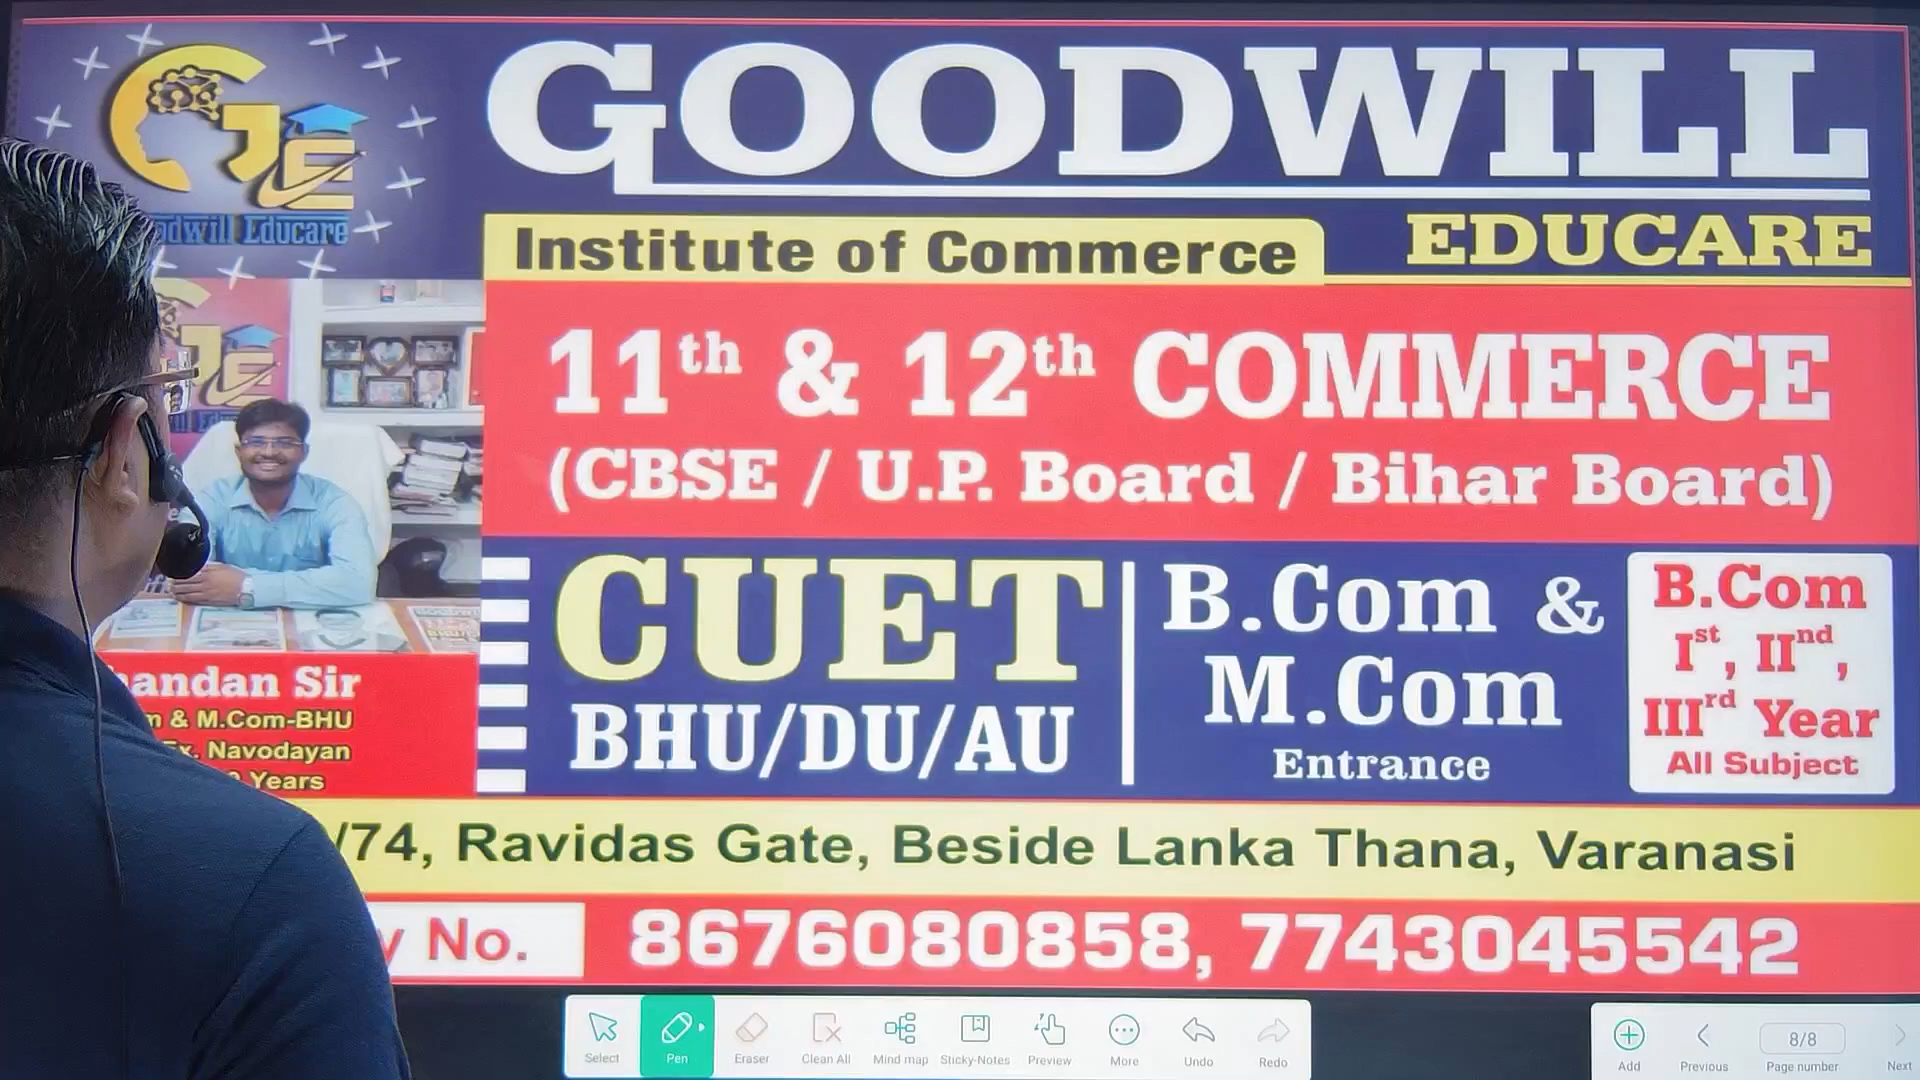 GOODWILL
EDUCARE
Institute of Commerce
Educare
11th & 12th COMMERCE
(CBSE / U.P. Board / Bihar Board)
CUET
BHU/DU/AU
B.Com &
M.Com
Entrance
B.Com
Ist, IInd,
IIIrd Year
All Subject
Sir
& M.Com-BHU
Ex. Navodayan
Years
/74, Ravidas Gate, Beside Lanka Thana, Varanasi
No.
8676080858, 7743045542
Select
Pen
Eraser
Clean All
Mind map
Sticky-Notes
Preview
More
Undo
Redo
Add
Previous
8/8
Page number
Next